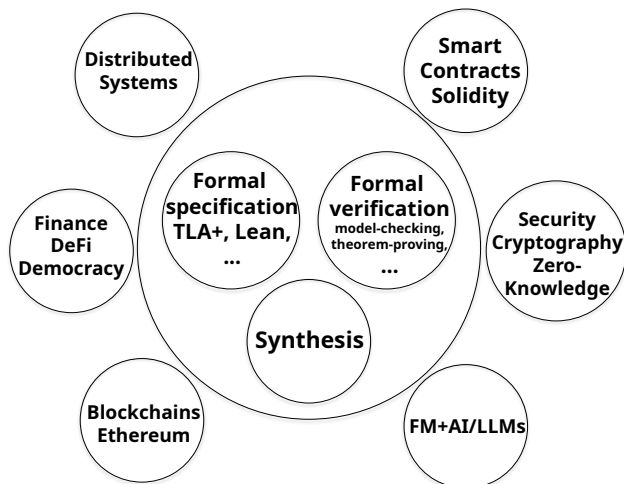 Distributed
Systems
Smart
Contracts
Solidity
Formal
specification
TLA+, Lean,
...
Formal
verification
model-checking,
theorem-proving,
...
Finance
DeFi
Democracy
Security
Cryptography
Zero-
Knowledge
Synthesis
Blockchains
Ethereum
FM+AI/LLMs